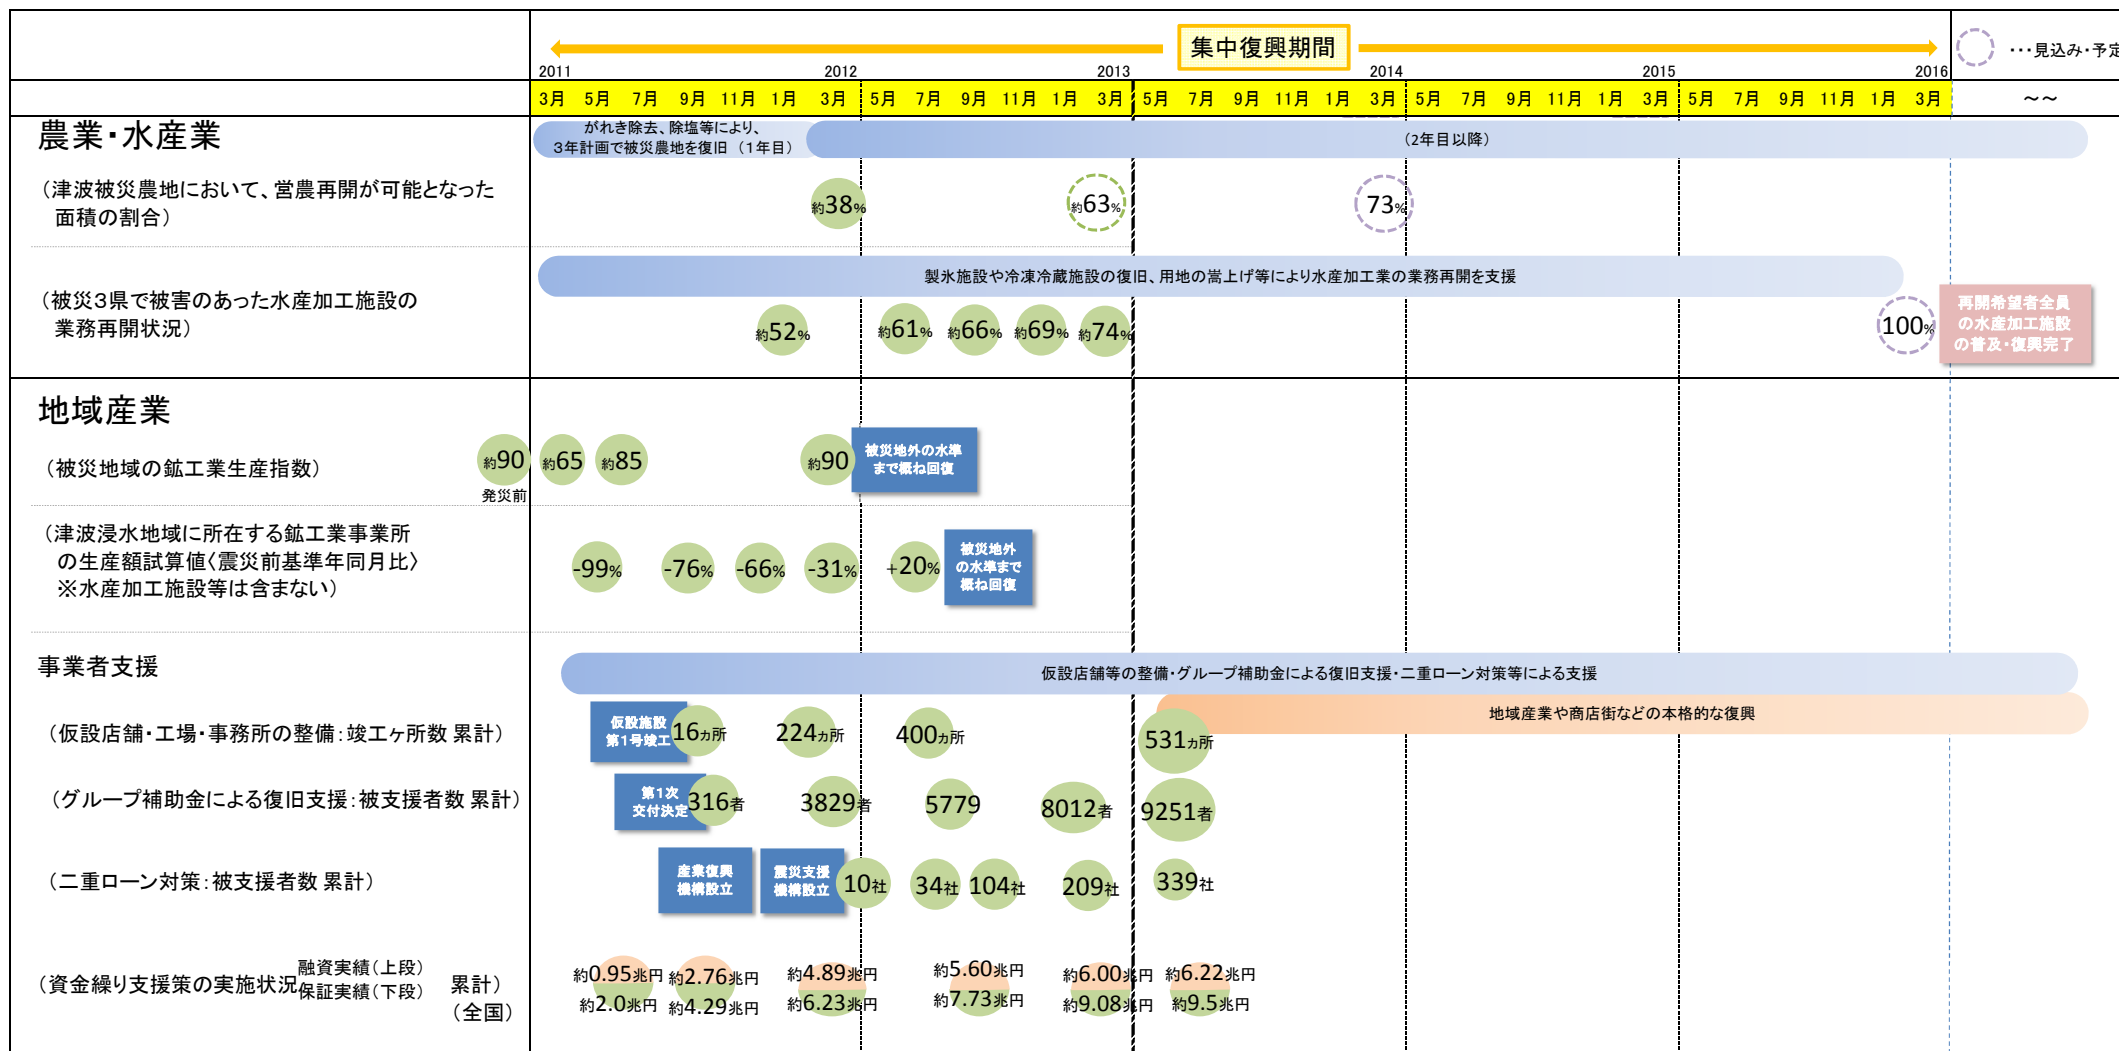 集中復興期間
･･･見込み・予定
2011
2012
2013
2014
2015
2016
3月 5月 7月 9月 11月 1月 3月 5月 7月 9月 11月 1月 3月 5月 7月 9月 11月 1月 3月 5月 7月 9月 11月 1月 3月 5月 7月 9月 11月 1月 3月 ～～
農業・水産業
がれき除去、除塩等により、
３年計画で被災農地を復旧 （１年目）
（2年目以降）
（津波被災農地において、営農再開が可能となった
面積の割合）
約38%
約63%
73%
製氷施設や冷凍冷蔵施設の復旧、用地の嵩上げ等により水産加工業の業務再開を支援
（被災３県で被害のあった水産加工施設の
業務再開状況）
約52%
約61%
約66%
約69%
約74%
100%
再開希望者全員
の水産加工施設
の普及・復興完了
地域産業
（被災地域の鉱工業生産指数）
約90
発災前
約65
約85
約90
被災地外の水準
まで概ね回復
（津波浸水地域に所在する鉱工業事業所
の生産額試算値〈震災前基準年同月比〉
※水産加工施設等は含まない）
-99%
-76%
-66%
-31%
+20%
被災地外
の水準まで
概ね回復
事業者支援
仮設店舗等の整備・グループ補助金による復旧支援・二重ローン対策等による支援
地域産業や商店街などの本格的な復興
（仮設店舗・工場・事務所の整備：竣工ヶ所数 累計）
仮設施設
第１号竣工
16カ所
224カ所
400カ所
531カ所
（グループ補助金による復旧支援：被支援者数 累計）
第１次
交付決定
316者
3829者
5779
8012者
9251者
（二重ローン対策：被支援者数 累計）
産業復興
機構設立
震災支援
機構設立
10社
34社
104社
209社
339社
（資金繰り支援策の実施状況 融資実績（上段）
保証実績（下段） 累計）
（全国）
約0.95兆円
約2.0兆円
約2.76兆円
約4.29兆円
約4.89兆円
約6.23兆円
約5.60兆円
約7.73兆円
約6.00兆円
約9.08兆円
約6.22兆円
約9.5兆円